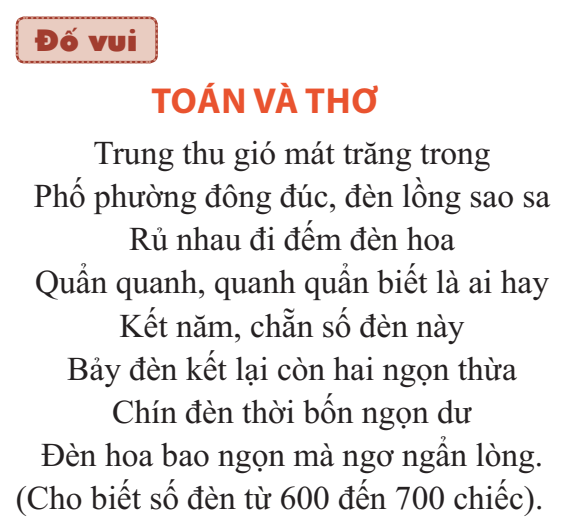 Đố vui
TOÁN VÀ THƠ
Trung thu gió mát trăng trong
Phố phường đông đúc, đèn lồng sao sa
Rủ nhau đi đếm đèn hoa
Quẩn quanh, quanh quẩn biết là ai hay
Kết năm, chẵn số đèn này
Bảy đèn kết lại còn hai ngọn thừa
Chín đèn thời bốn ngọn dư
Đèn hoa bao ngọn mà ngơ ngẩn lòng.
(Cho biết số đèn từ 600 đến 700 chiếc).